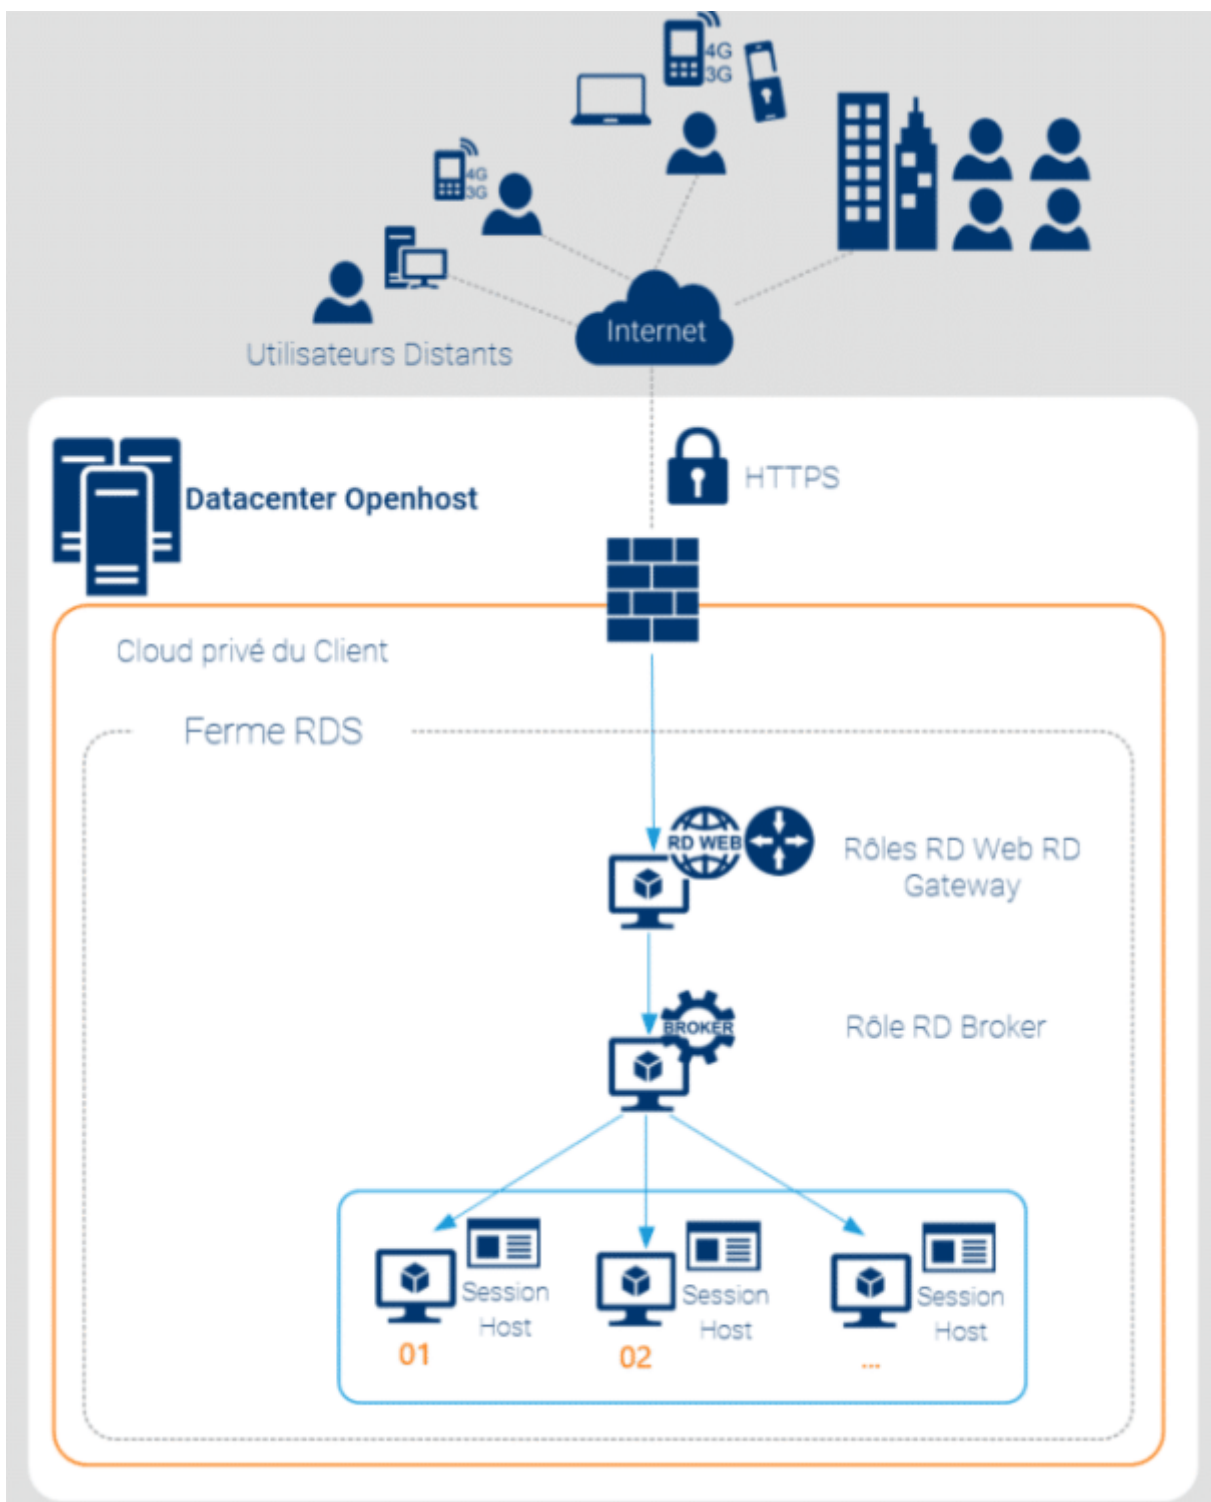 4G
3G
4G
3G
Internet
Utilisateurs Distants
HTTPS
Datacenter Openhost
Cloud privé du Client
Ferme RDS
RD WEB
Rôles RD Web RD
Gateway
BROKER
Rôle RD Broker
Session
Host
01
Session
Host
02
Session
Host
...